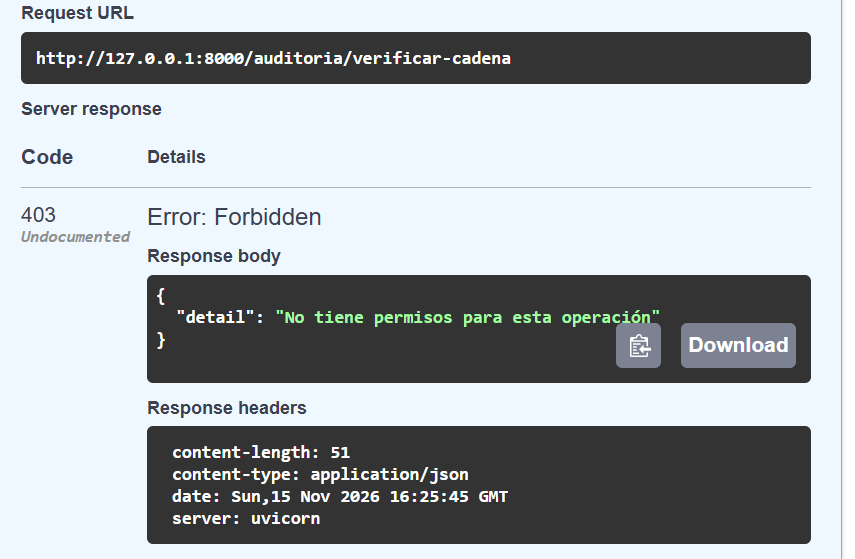 Request URL
http://127.0.0.1:8000/auditoria/verificar-cadena
Server response
Code Details
403 Error: Forbidden
Undocumented
Response body
{
"detail": "No tiene permisos para esta operación"
}
Download
Response headers
content-length: 51
content-type: application/json
date: Sun,15 Nov 2026 16:25:45 GMT
server: uvicorn